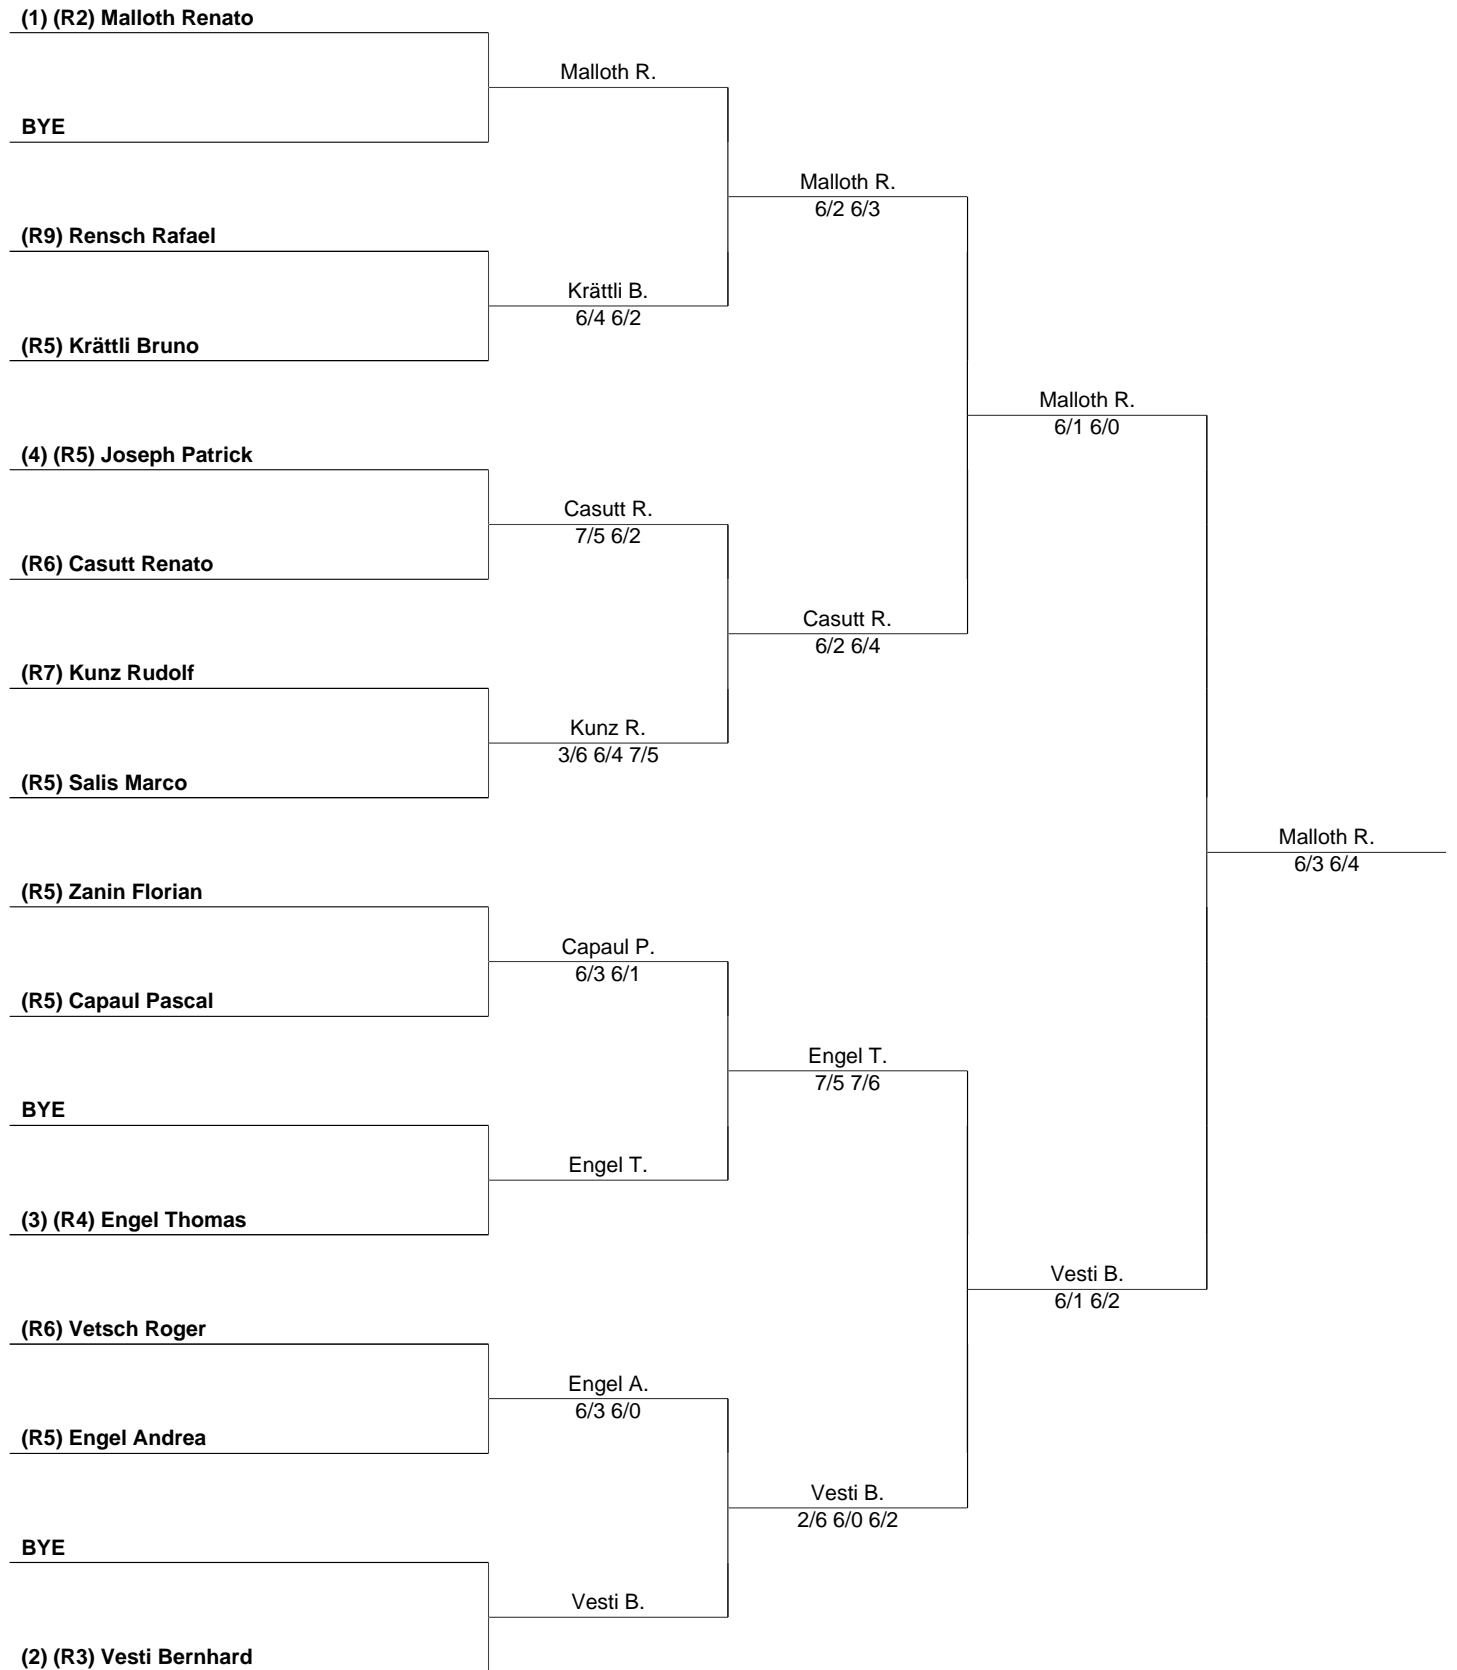 (1) (R2) Malloth Renato
Malloth R.
BYE
Malloth R.
6/2 6/3
(R9) Rensch Rafael
Krättli B.
6/4 6/2
(R5) Krättli Bruno
Malloth R.
6/1 6/0
(4) (R5) Joseph Patrick
Casutt R.
7/5 6/2
(R6) Casutt Renato
Casutt R.
6/2 6/4
(R7) Kunz Rudolf
Kunz R.
3/6 6/4 7/5
(R5) Salis Marco
Malloth R.
6/3 6/4
(R5) Zanin Florian
Capaul P.
6/3 6/1
(R5) Capaul Pascal
Engel T.
7/5 7/6
BYE
Engel T.
(3) (R4) Engel Thomas
Vesti B.
6/1 6/2
(R6) Vetsch Roger
Engel A.
6/3 6/0
(R5) Engel Andrea
Vesti B.
2/6 6/0 6/2
BYE
Vesti B.
(2) (R3) Vesti Bernhard